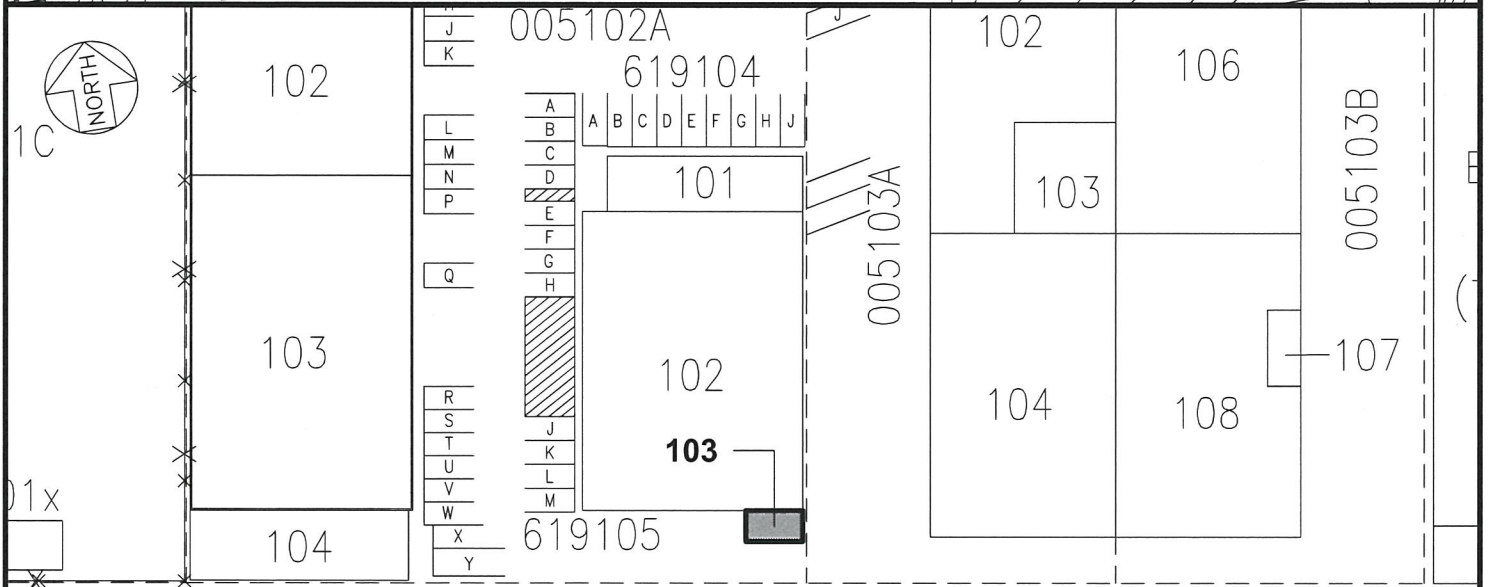 J
K
005102A
J
102
106
619104
NORTH
102
1C
A
B
C
D
E
F
G
H
J
K
L
M
A B C D E F G H J
L
M
N
P
Q
R
S
T
U
V
W
X
Y
101
103
005103A
005103B
103
102
103
107
104
108
01x
104
619105